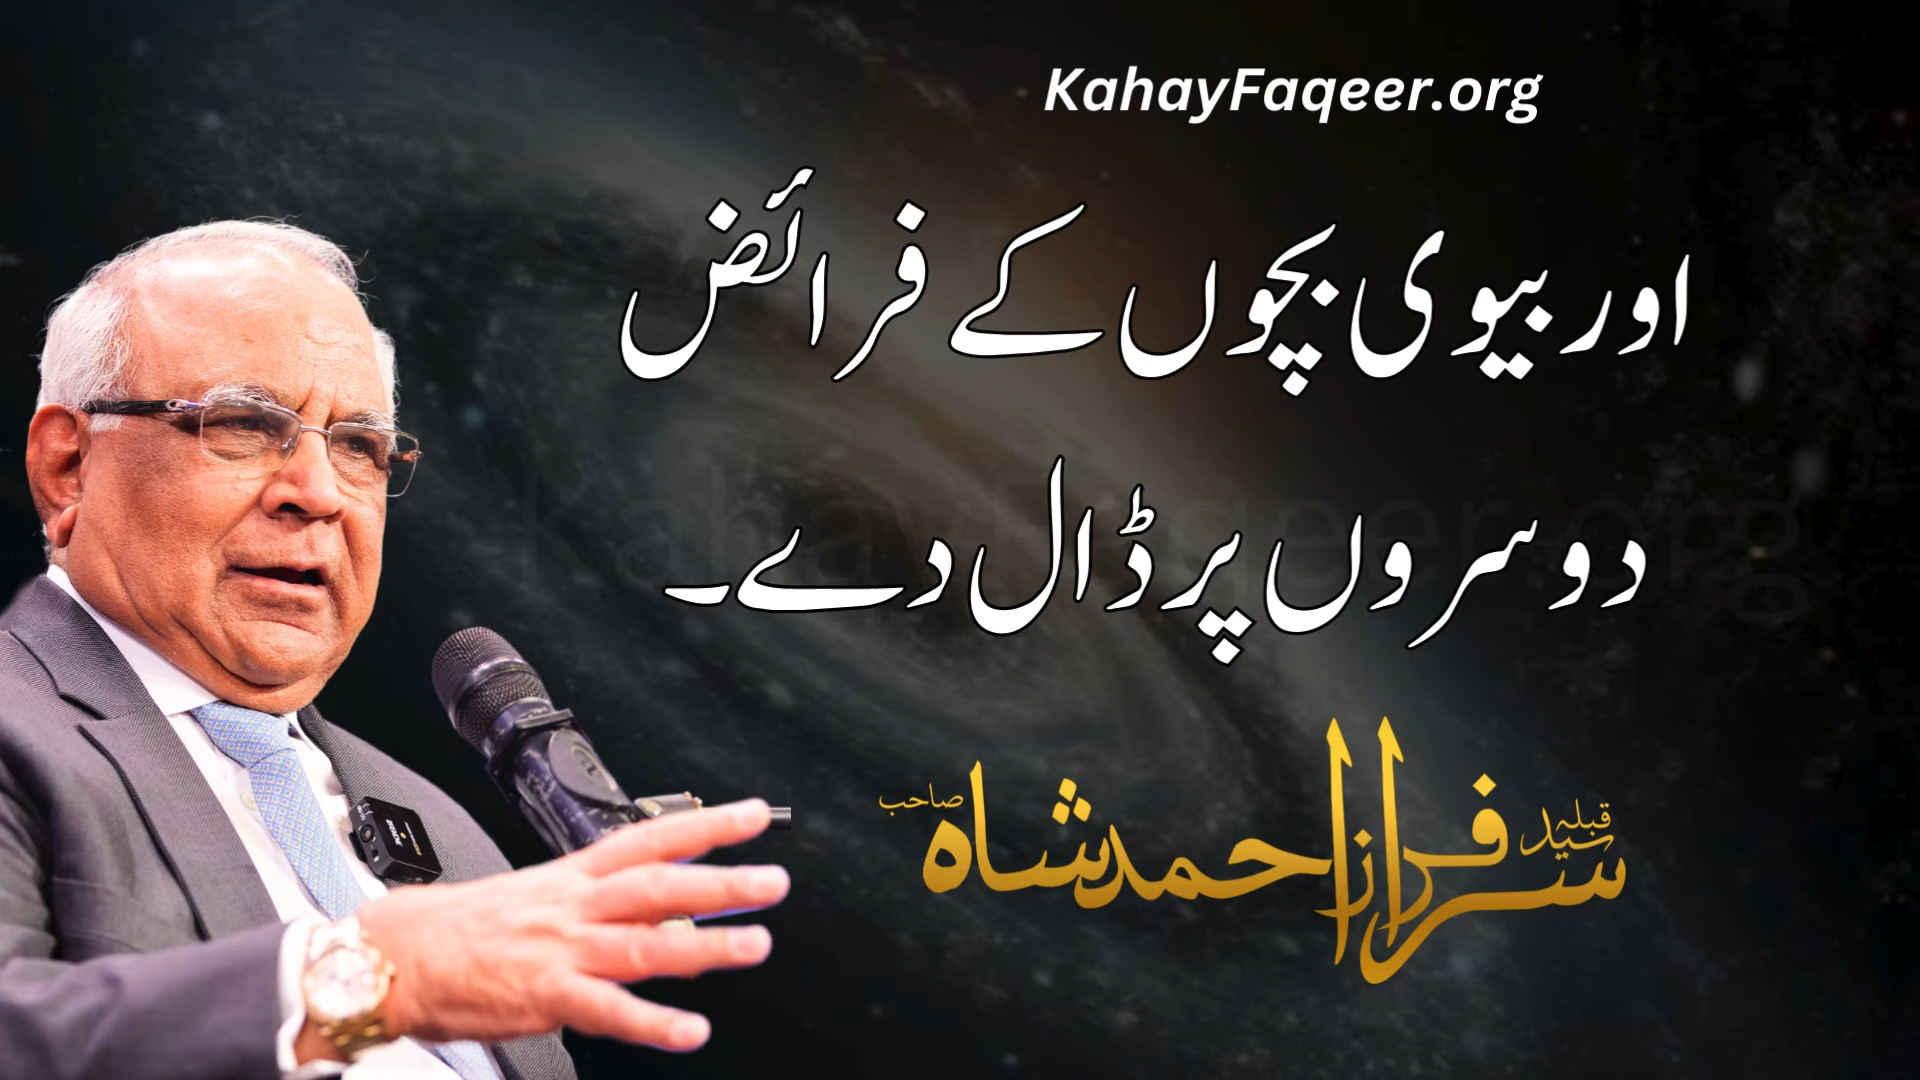 KahayFaqeer.org
اور بیوی بچوں کے فرائض
دوسروں پر ڈال دے۔
قبلہ سید سرفراز احمد شاہ صاحب